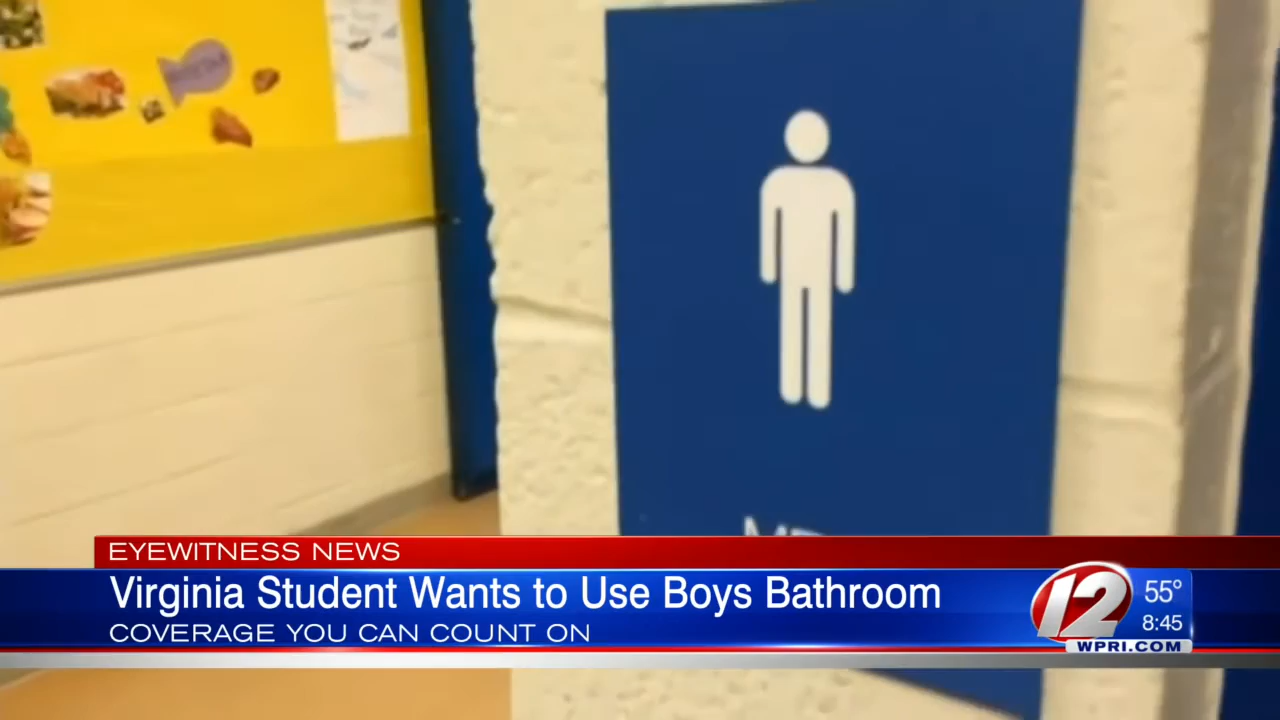 EYEWITNESS NEWS
Virginia Student Wants to Use Boys Bathroom
COVERAGE YOU CAN COUNT ON
12
55°
8:45
WPRI.COM